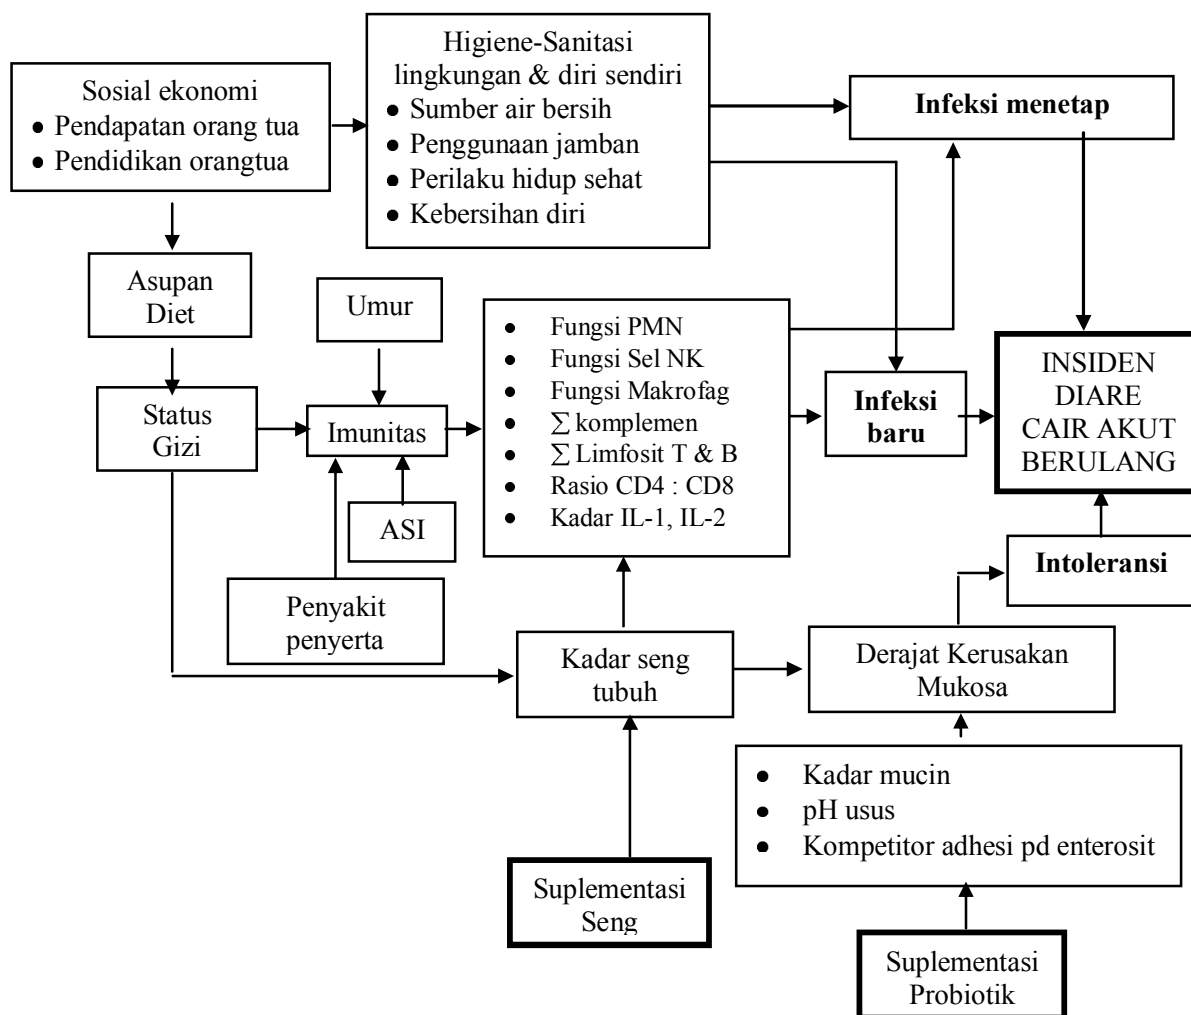 Sosial ekonomi
● Pendapatan orang tua
● Pendidikan orangtua
Higiene-Sanitasi
lingkungan & diri sendiri
● Sumber air bersih
● Penggunaan jamban
● Perilaku hidup sehat
● Kebersihan diri
Infeksi menetap
Asupan
Diet
Umur
● Fungsi PMN
● Fungsi Sel NK
● Fungsi Makrofag
● ∑ komplemen
● ∑ Limfosit T & B
● Rasio CD4 : CD8
● Kadar IL-1, IL-2
INSIDEN
DIARE
CAIR AKUT
BERULANG
Status
Gizi
Imunitas
Infeksi
baru
ASI
Intoleransi
Penyakit
penyerta
Kadar seng
tubuh
Derajat Kerusakan
Mukosa
● Kadar mucin
● pH usus
● Kompetitor adhesi pd enterosit
Suplementasi
Seng
Suplementasi
Probiotik